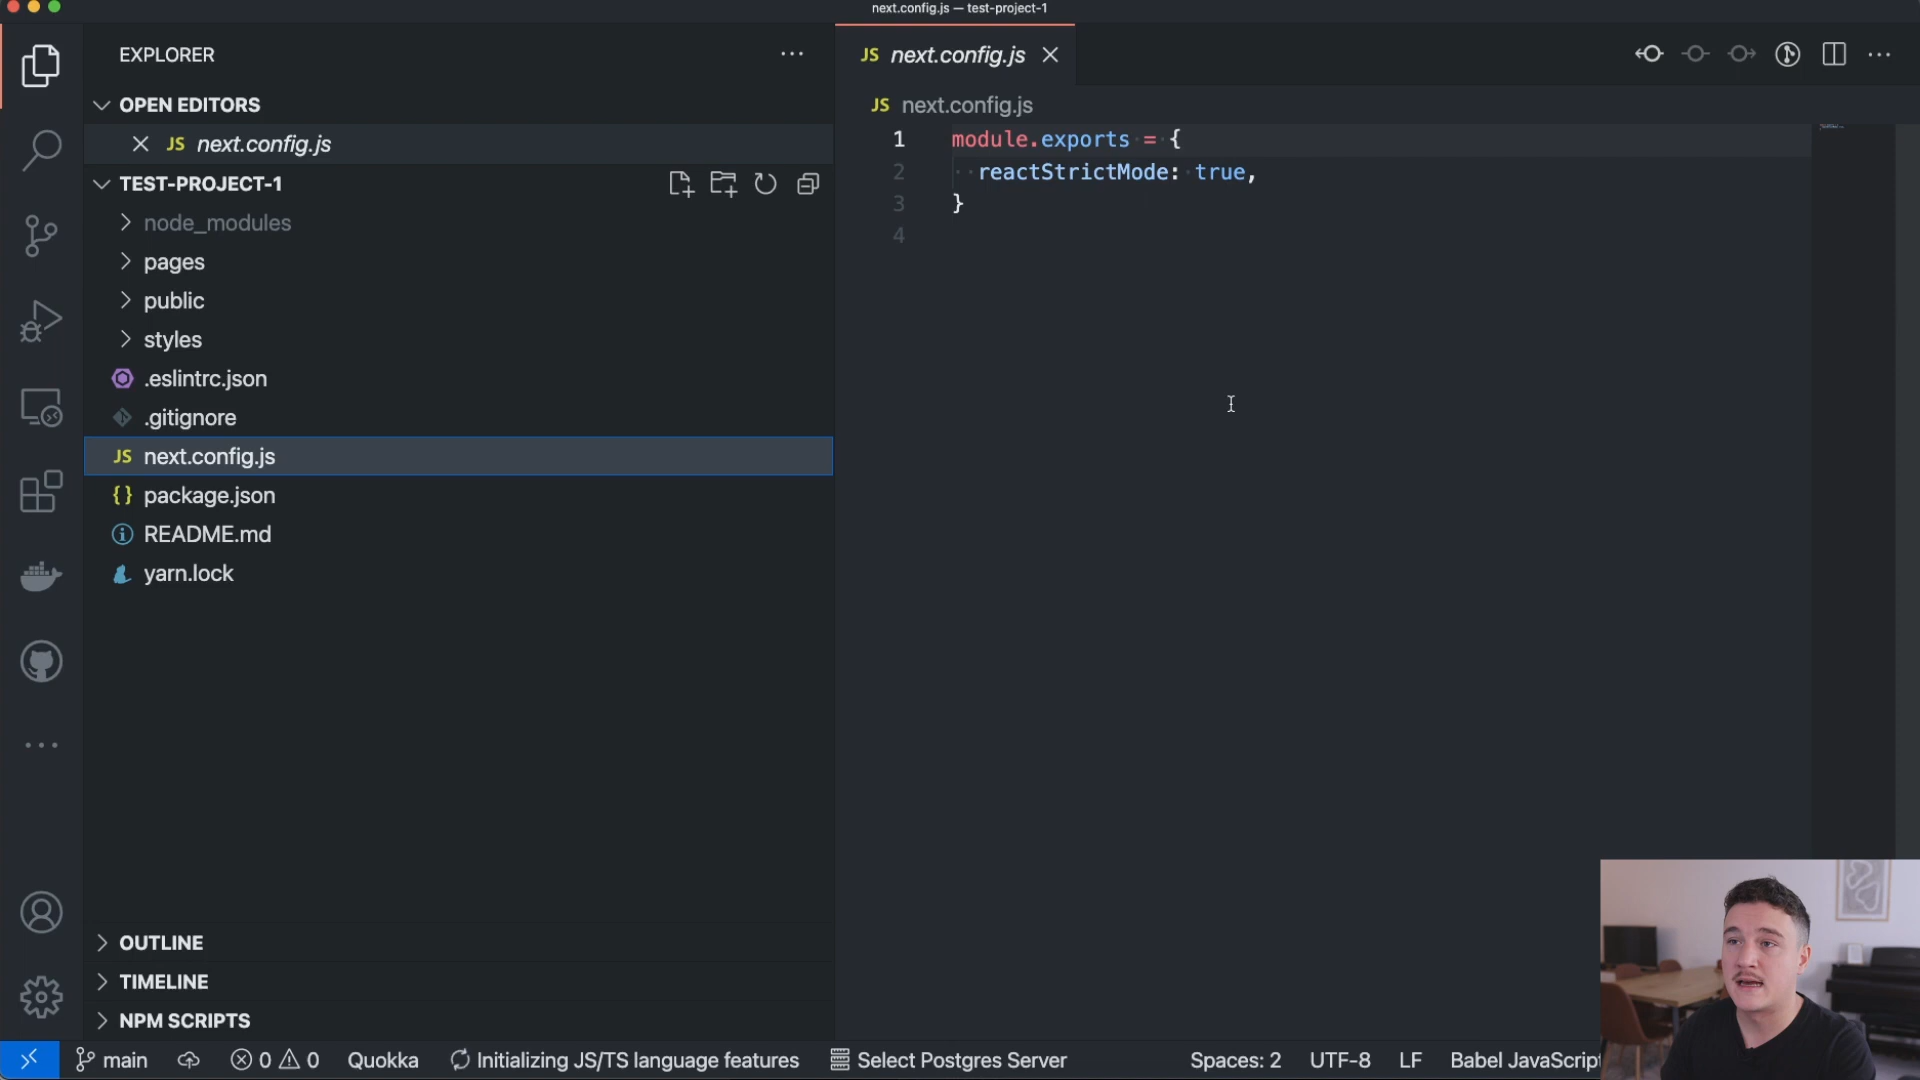 next.config.js — test-project-1
EXPLORER
JS next.config.js
OPEN EDITORS
JS next.config.js
JS next.config.js
TEST-PROJECT-1
node_modules
pages
public
styles
.eslintrc.json
.gitignore
JS next.config.js
{} package.json
README.md
yarn.lock
1 module.exports = {
2 reactStrictMode: true,
3 }
4
OUTLINE
TIMELINE
NPM SCRIPTS
main 0 0 Quokka Initializing JS/TS language features Select Postgres Server Spaces: 2 UTF-8 LF Babel JavaScrip